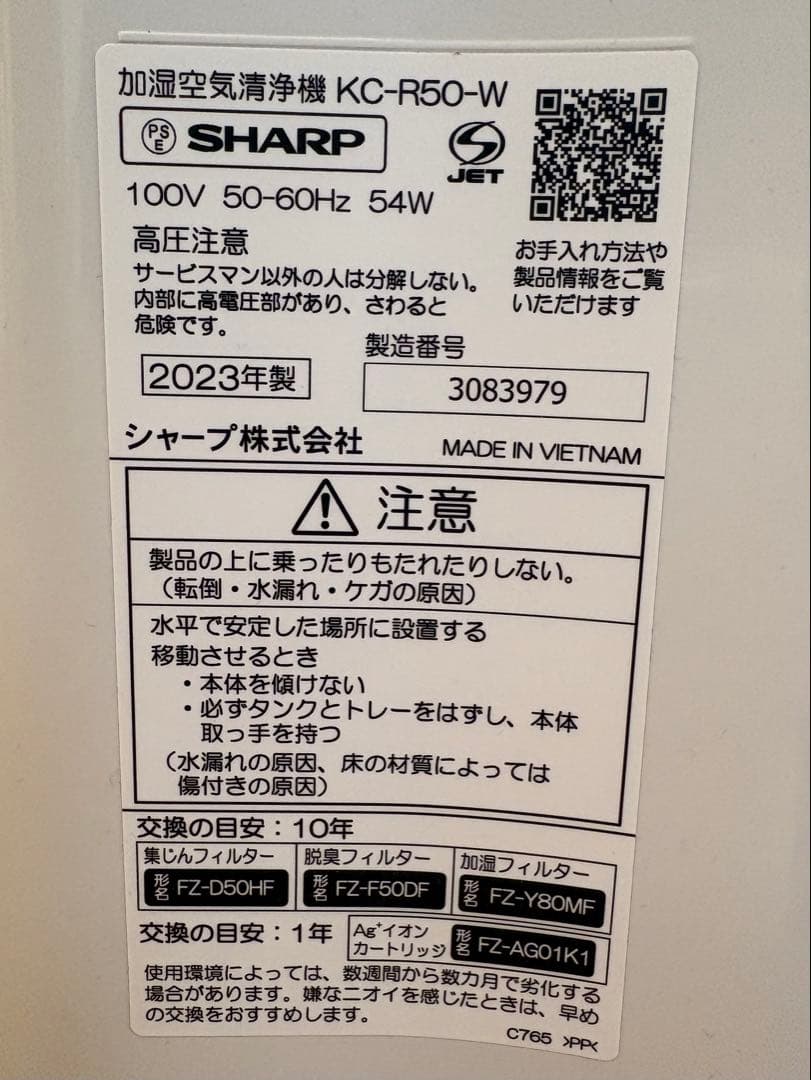 加湿空気清浄機 KC-R50-W
PS
E
SHARP
JET
100V 50-60Hz 54W
高圧注意
サービスマン以外の人は分解しない。
内部に高電圧部があり、さわると
危険です。
お手入れ方法や
製品情報をご覧
いただけます
2023年製
製造番号
3083979
シャープ株式会社
MADE IN VIETNAM
注意
製品の上に乗ったりもたれたりしない。
（転倒・水漏れ・ケガの原因）
水平で安定した場所に設置する
移動させるとき
・本体を傾けない
・必ずタンクとトレーをはずし、本体
取っ手を持つ
（水漏れの原因、床の材質によっては
傷付きの原因）
交換の目安：10年
集じんフィルター
形名 FZ-D50HF
脱臭フィルター
形名 FZ-F50DF
加湿フィルター
形名 FZ-Y80MF
交換の目安：1年
Ag⁺イオン
カートリッジ
形名 FZ-AG01K1
使用環境によっては、数週間から数カ月で劣化する
場合があります。嫌なニオイを感じたときは、早め
の交換をおすすめします。
C765 >PP<